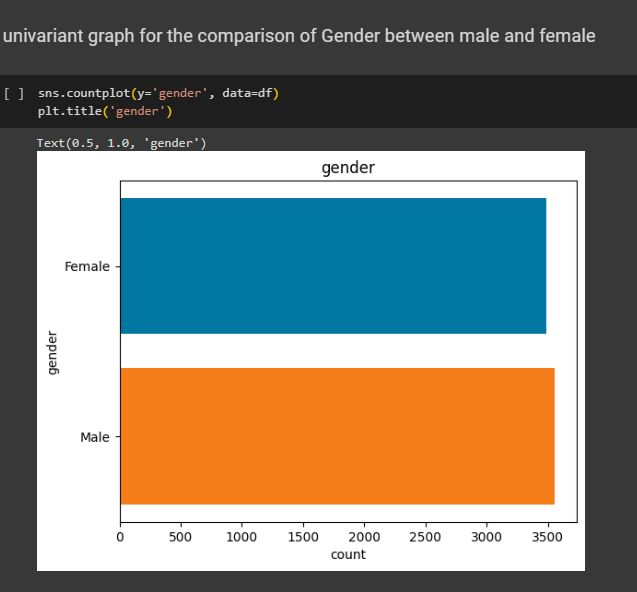 univariant graph for the comparison of Gender between male and female
[ ] sns.countplot(y='gender', data=df)
plt.title('gender')
Text(0.5, 1.0, 'gender')
gender
Female
gender
Male
0 500 1000 1500 2000 2500 3000 3500
count